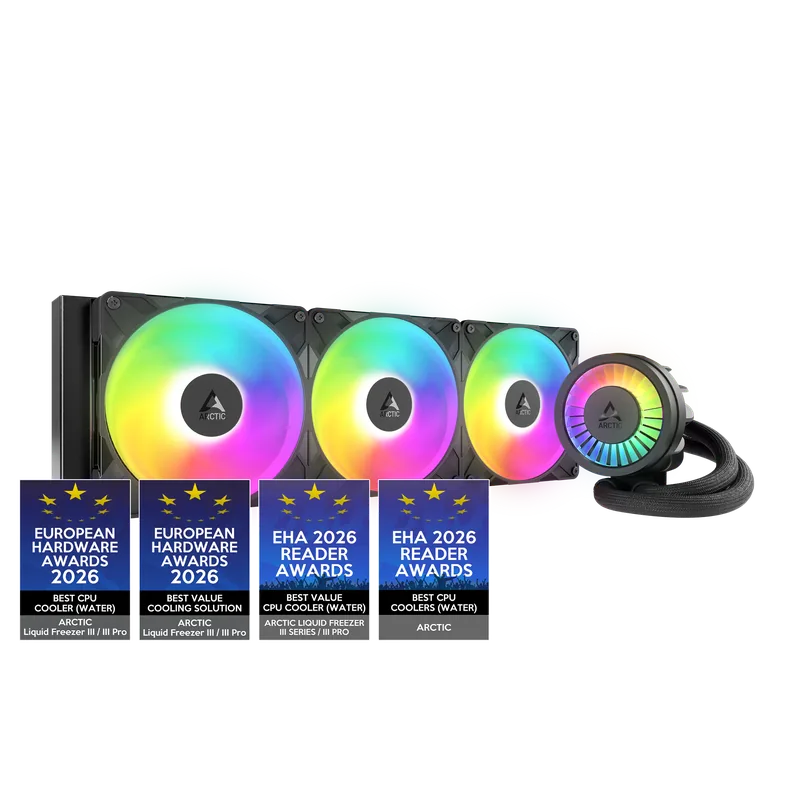 ARCTIC
ARCTIC
ARCTIC
ARCTIC
EUROPEAN
HARDWARE
AWARDS
2026
BEST CPU
COOLER (WATER)
ARCTIC
Liquid Freezer III / III Pro
EUROPEAN
HARDWARE
AWARDS
2026
BEST VALUE
COOLING SOLUTION
ARCTIC
Liquid Freezer III / III Pro
EHA 2026
READER
AWARDS
BEST VALUE
CPU COOLER (WATER)
ARCTIC LIQUID FREEZER
III SERIES / III PRO
EHA 2026
READER
AWARDS
BEST CPU
COOLERS (WATER)
ARCTIC